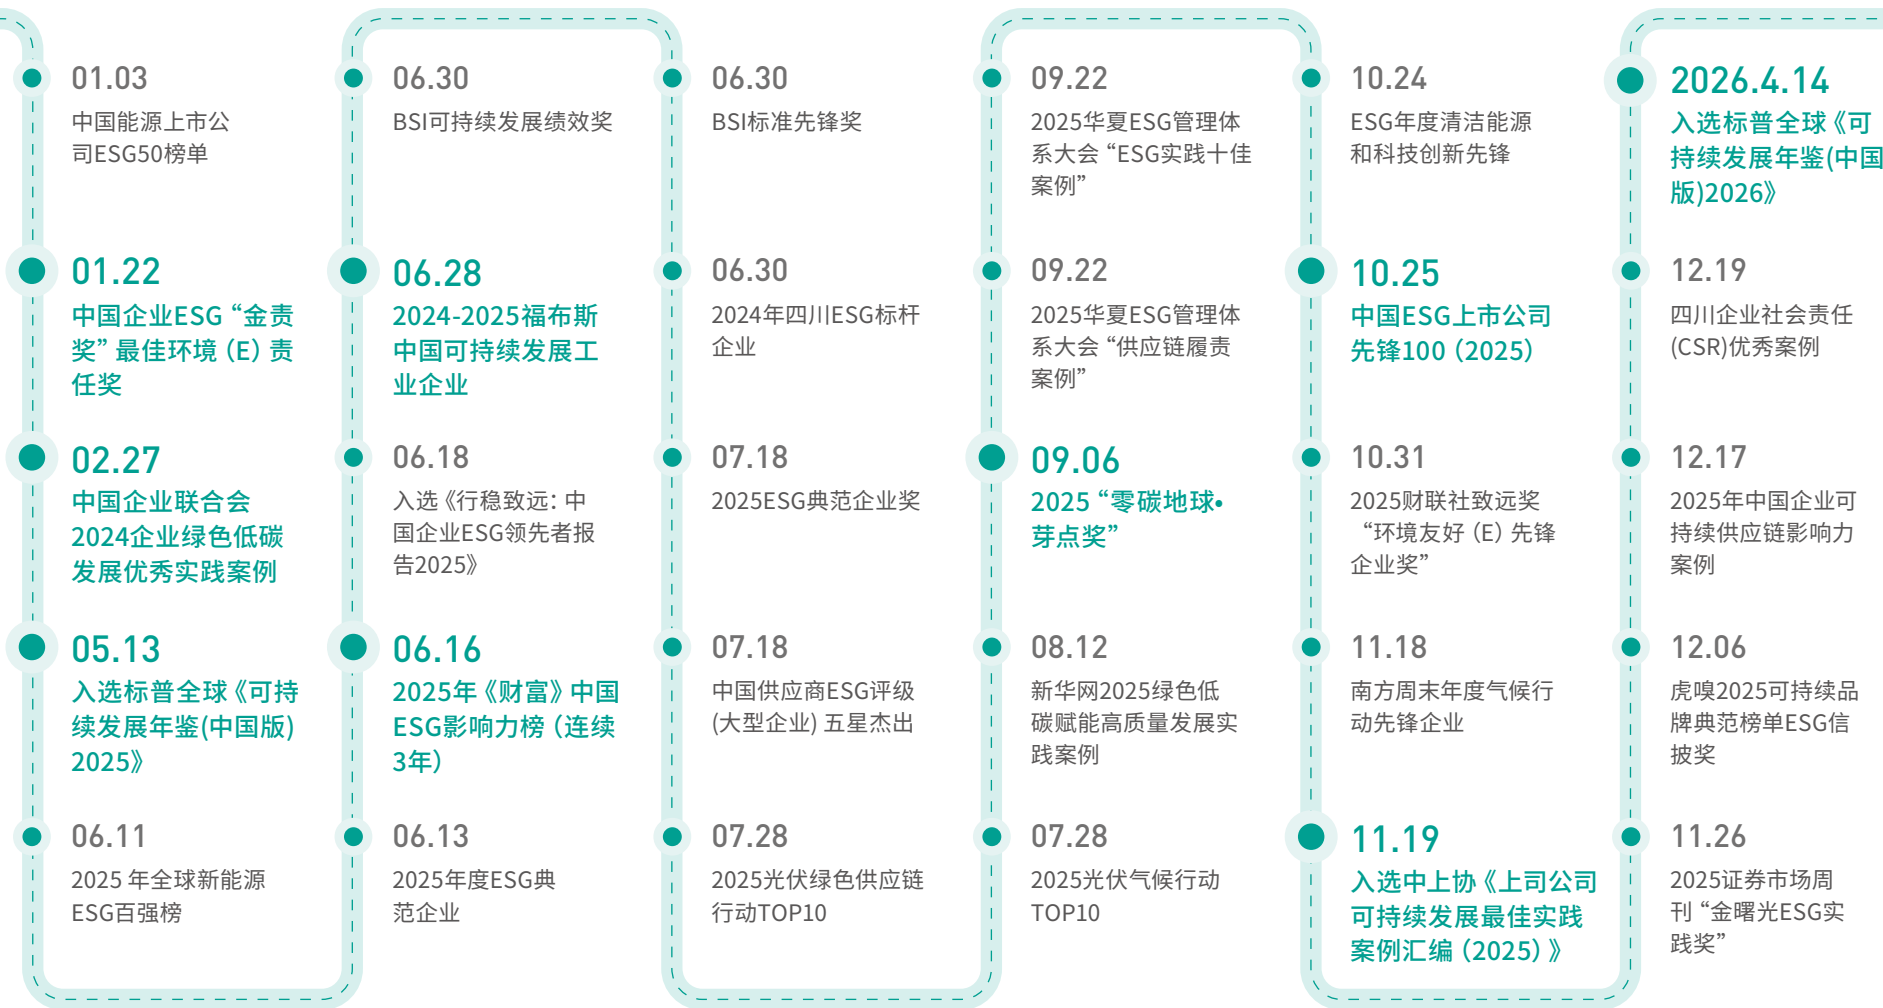 01.03
中国能源上市公
司ESG50榜单
01.22
中国企业ESG“金责
奖”最佳环境（E）责
任奖
02.27
中国企业联合会
2024企业绿色低碳
发展优秀实践案例
05.13
入选标普全球《可持
续发展年鉴(中国版)
2025》
06.11
2025 年全球新能源
ESG百强榜
06.30
BSI可持续发展绩效奖
06.28
2024-2025福布斯
中国可持续发展工
业企业
06.18
入选《行稳致远：中
国企业ESG领先者报
告2025》
06.16
2025年《财富》中国
ESG影响力榜（连续
3年）
06.13
2025年度ESG典
范企业
06.30
BSI标准先锋奖
06.30
2024年四川ESG标杆
企业
07.18
2025ESG典范企业奖
07.18
中国供应商ESG评级
(大型企业) 五星杰出
07.28
2025光伏绿色供应链
行动TOP10
09.22
2025华夏ESG管理体
系大会“ESG实践十佳
案例”
09.22
2025华夏ESG管理体
系大会“供应链履责
案例”
09.06
2025“零碳地球•
芽点奖”
08.12
新华网2025绿色低
碳赋能高质量发展实
践案例
07.28
2025光伏气候行动
TOP10
10.24
ESG年度清洁能源
和科技创新先锋
10.25
中国ESG上市公司
先锋100（2025）
10.31
2025财联社致远奖
“环境友好（E）先锋
企业奖”
11.18
南方周末年度气候行
动先锋企业
11.19
入选中上协《上司公司
可持续发展最佳实践
案例汇编（2025）》
2026.4.14
入选标普全球《可
持续发展年鉴(中国
版)2026》
12.19
四川企业社会责任
(CSR)优秀案例
12.17
2025年中国企业可
持续供应链影响力
案例
12.06
虎嗅2025可持续品
牌典范榜单ESG信
披奖
11.26
2025证券市场周
刊“金曙光ESG实
践奖”